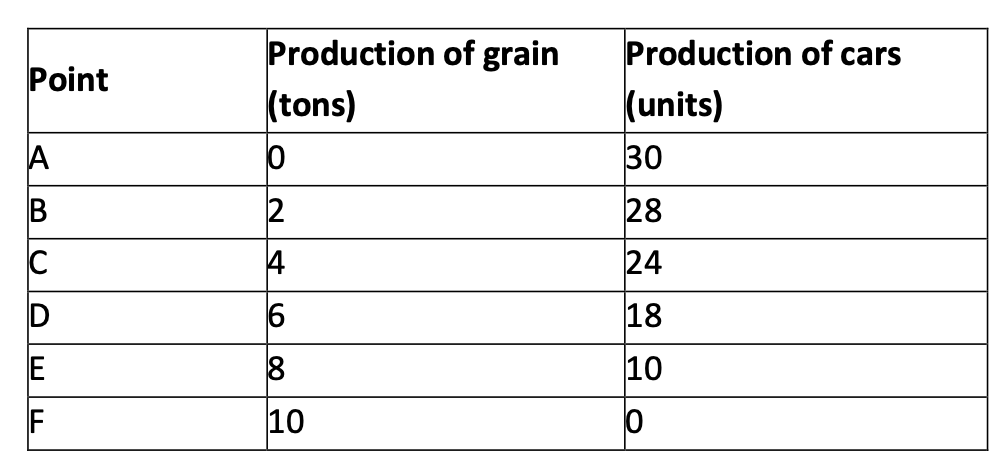 Point Production of grain (tons) Production of cars (units)
A 0 30
B 2 28
C 4 24
D 6 18
E 8 10
F 10 0